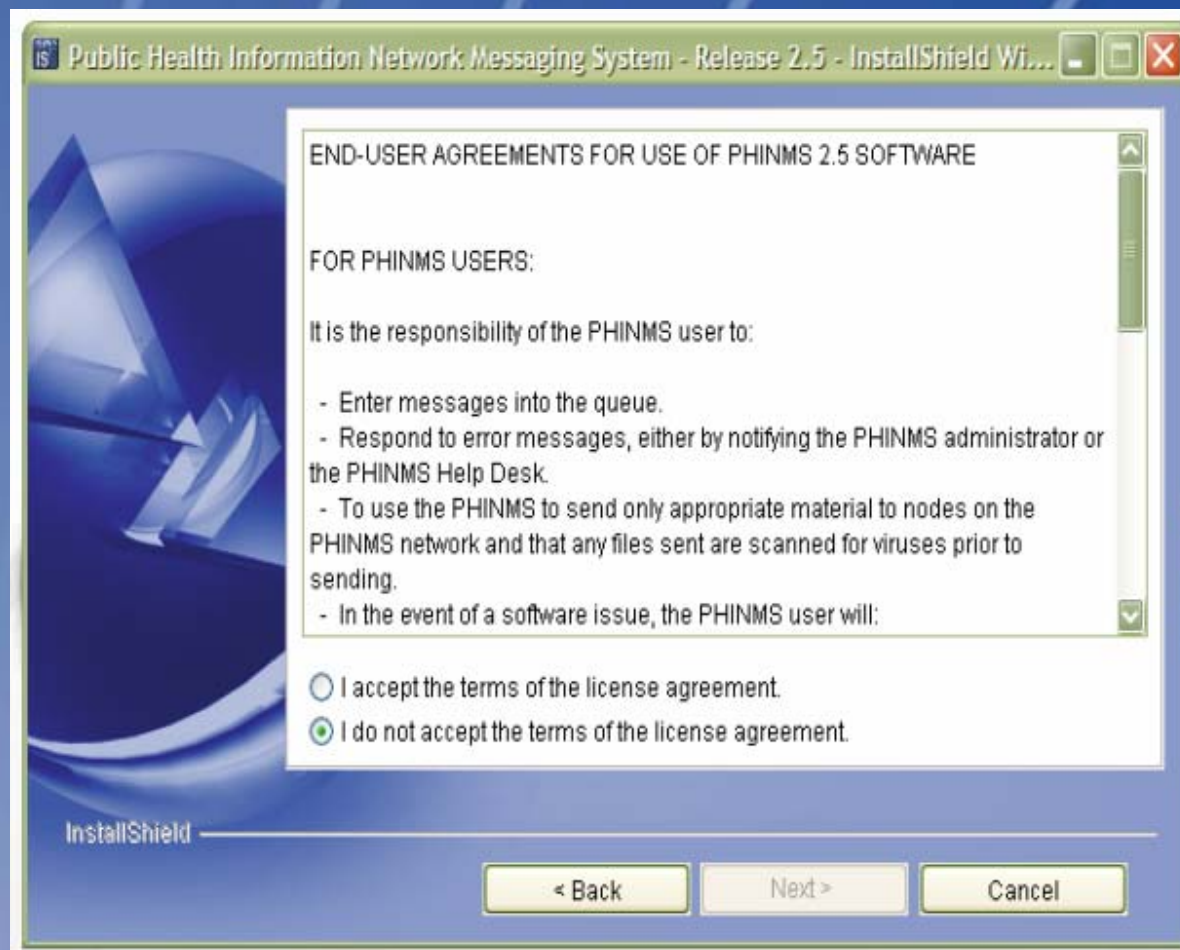 Public Health Information Network Messaging System - Release 2.5 - InstallShield Wi...
END-USER AGREEMENTS FOR USE OF PHINMS 2.5 SOFTWARE
FOR PHINMS USERS:
It is the responsibility of the PHINMS user to:
- Enter messages into the queue.
- Respond to error messages, either by notifying the PHINMS administrator or
the PHINMS Help Desk.
- To use the PHINMS to send only appropriate material to nodes on the
PHINMS network and that any files sent are scanned for viruses prior to
sending.
- In the event of a software issue, the PHINMS user will:
I accept the terms of the license agreement.
I do not accept the terms of the license agreement.
InstallShield
< Back
Next >
Cancel